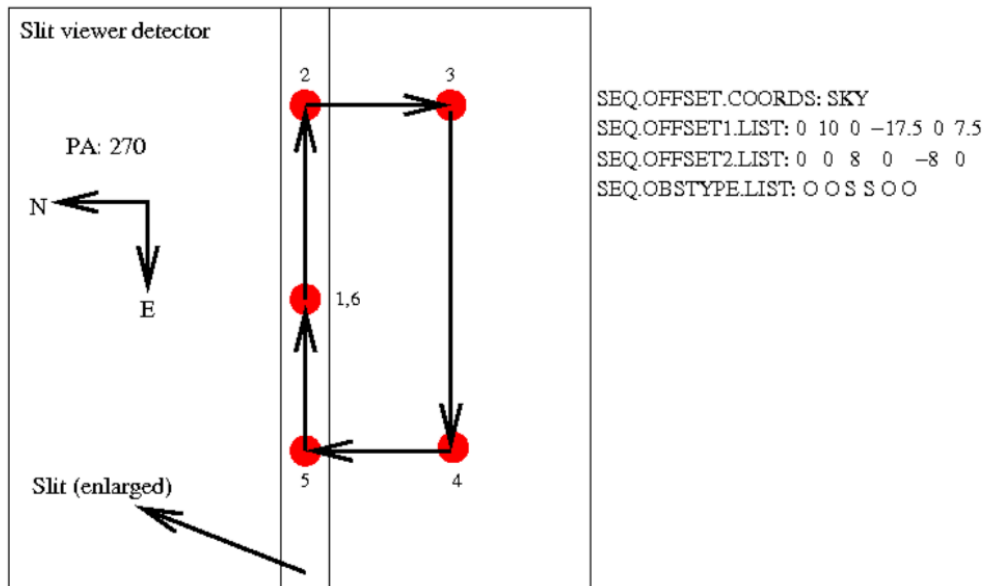 Slit viewer detector
2
3
SEQ.OFFSET.COORDS: SKY
SEQ.OFFSET1.LIST: 0 10 0 −17.5 0 7.5
SEQ.OFFSET2.LIST: 0 0 8 0 −8 0
SEQ.OBSTYPE.LIST: O O S S O O
PA: 270
N
E
1,6
5
4
Slit (enlarged)